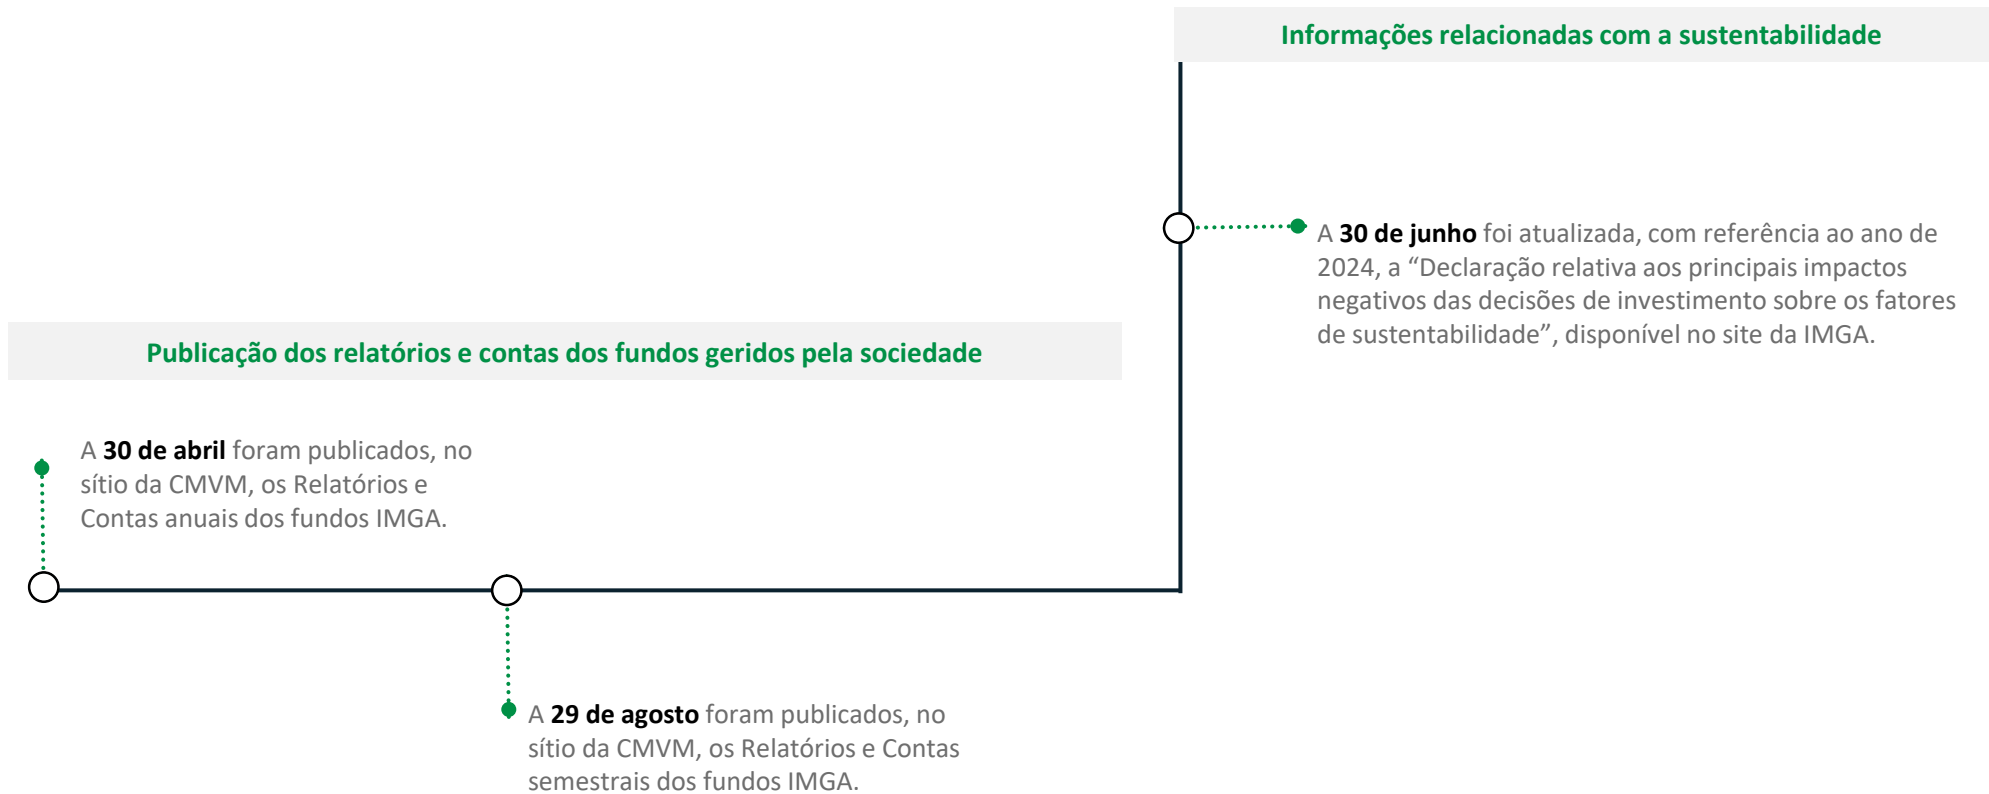 Informações relacionadas com a sustentabilidade
A 30 de junho foi atualizada, com referência ao ano de
2024, a “Declaração relativa aos principais impactos
negativos das decisões de investimento sobre os fatores
de sustentabilidade”, disponível no site da IMGA.
Publicação dos relatórios e contas dos fundos geridos pela sociedade
A 30 de abril foram publicados, no
sítio da CMVM, os Relatórios e
Contas anuais dos fundos IMGA.
A 29 de agosto foram publicados, no
sítio da CMVM, os Relatórios e Contas
semestrais dos fundos IMGA.